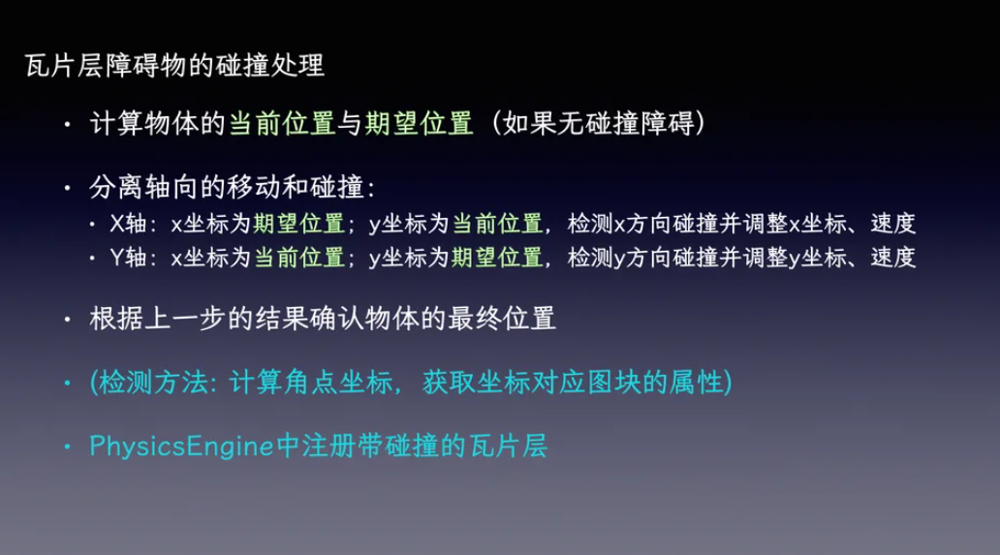 瓦片层障碍物的碰撞处理
• 计算物体的当前位置与期望位置（如果无碰撞障碍）
• 分离轴向的移动和碰撞：
• X轴：x坐标为期望位置；y坐标为当前位置，检测x方向碰撞并调整x坐标、速度
• Y轴：x坐标为当前位置；y坐标为期望位置，检测y方向碰撞并调整y坐标、速度
• 根据上一步的结果确认物体的最终位置
• (检测方法: 计算角点坐标，获取坐标对应图块的属性)
• PhysicsEngine中注册带碰撞的瓦片层